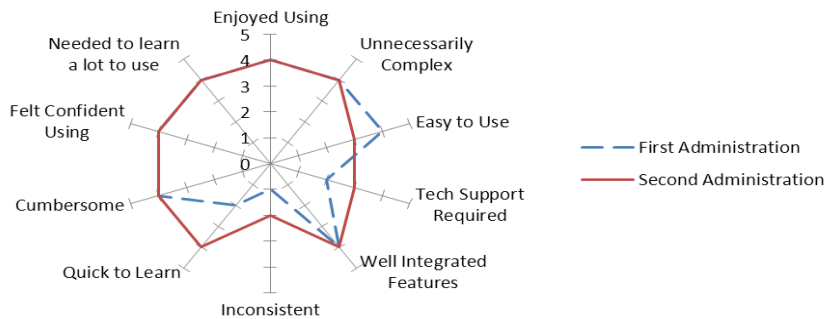 Enjoyed Using
Unnecessarily
Complex
Easy to Use
Tech Support
Required
Well Integrated
Features
Inconsistent
Quick to Learn
Cumbersome
Felt Confident
Using
Needed to learn
a lot to use
5
4
3
2
1
0
First Administration
Second Administration